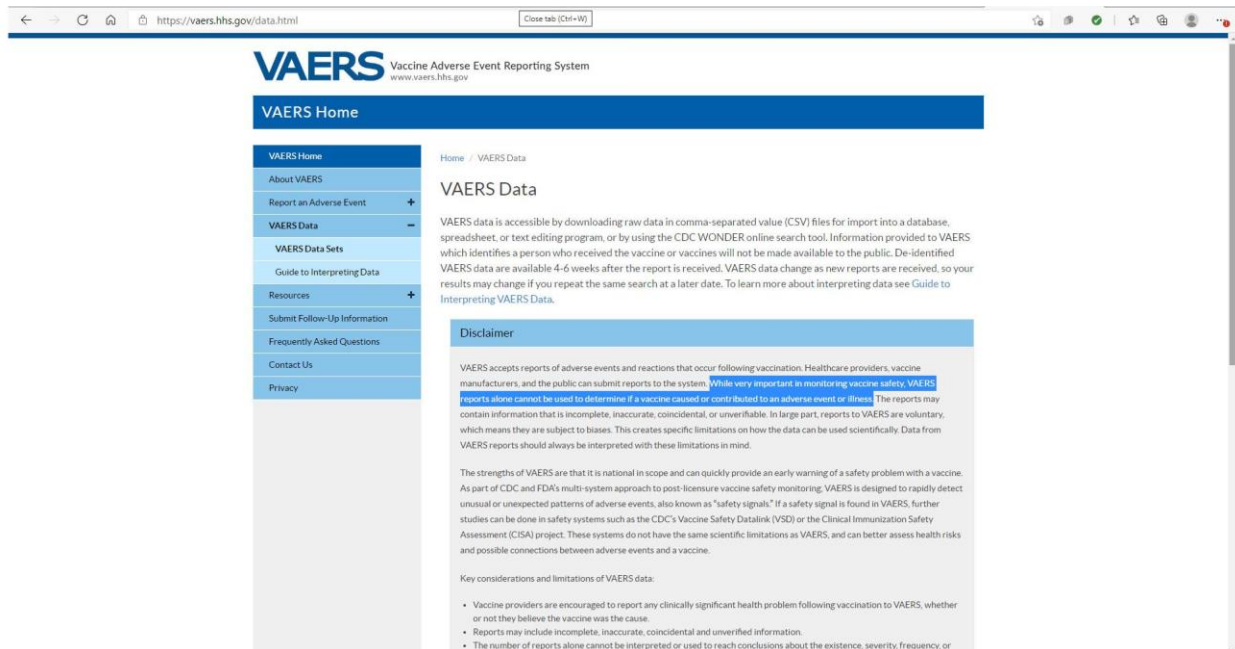 https://vaers.hhs.gov/data.html
Close tab (Ctrl+W)
VAERS Vaccine Adverse Event Reporting System
www.vaers.hhs.gov
VAERS Home
VAERS Home
About VAERS
Report an Adverse Event +
VAERS Data −
VAERS Data Sets
Guide to Interpreting Data
Resources +
Submit Follow-Up Information
Frequently Asked Questions
Contact Us
Privacy
Home / VAERS Data
VAERS Data
VAERS data is accessible by downloading raw data in comma-separated value (CSV) files for import into a database,
spreadsheet, or text editing program, or by using the CDC WONDER online search tool. Information provided to VAERS
which identifies a person who received the vaccine or vaccines will not be made available to the public. De-identified
VAERS data are available 4-6 weeks after the report is received. VAERS data change as new reports are received, so your
results may change if you repeat the same search at a later date. To learn more about interpreting data see Guide to
Interpreting VAERS Data.
Disclaimer
VAERS accepts reports of adverse events and reactions that occur following vaccination. Healthcare providers, vaccine
manufacturers, and the public can submit reports to the system. While very important in monitoring vaccine safety, VAERS
reports alone cannot be used to determine if a vaccine caused or contributed to an adverse event or illness. The reports may
contain information that is incomplete, inaccurate, coincidental, or unverifiable. In large part, reports to VAERS are voluntary,
which means they are subject to biases. This creates specific limitations on how the data can be used scientifically. Data from
VAERS reports should always be interpreted with these limitations in mind.
The strengths of VAERS are that it is national in scope and can quickly provide an early warning of a safety problem with a vaccine.
As part of CDC and FDA's multi-system approach to post-licensure vaccine safety monitoring, VAERS is designed to rapidly detect
unusual or unexpected patterns of adverse events, also known as "safety signals." If a safety signal is found in VAERS, further
studies can be done in safety systems such as the CDC's Vaccine Safety Datalink (VSD) or the Clinical Immunization Safety
Assessment (CISA) project. These systems do not have the same scientific limitations as VAERS, and can better assess health risks
and possible connections between adverse events and a vaccine.
Key considerations and limitations of VAERS data:
• Vaccine providers are encouraged to report any clinically significant health problem following vaccination to VAERS, whether
or not they believe the vaccine was the cause.
• Reports may include incomplete, inaccurate, coincidental and unverified information.
• The number of reports alone cannot be interpreted or used to reach conclusions about the existence, severity, frequency, or